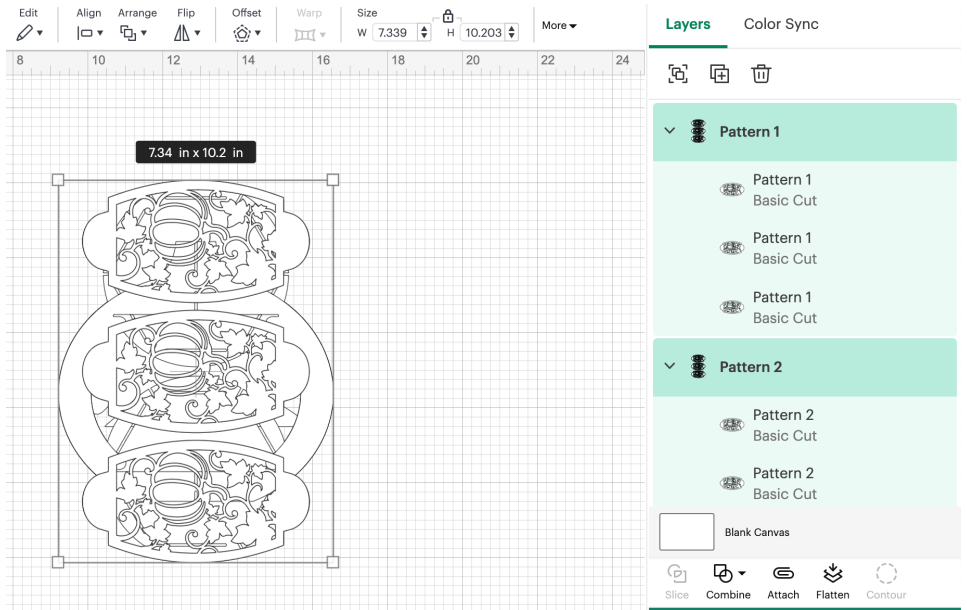 Edit
Align
Arrange
Flip
Offset
Warp
Size
W 7.339
H 10.203
More
Layers
Color Sync
8 10 12 14 16 18 20 22 24
7.34 in x 10.2 in
Pattern 1
Pattern 1
Basic Cut
Pattern 1
Basic Cut
Pattern 1
Basic Cut
Pattern 2
Pattern 2
Basic Cut
Pattern 2
Basic Cut
Blank Canvas
Slice
Combine
Attach
Flatten
Contour